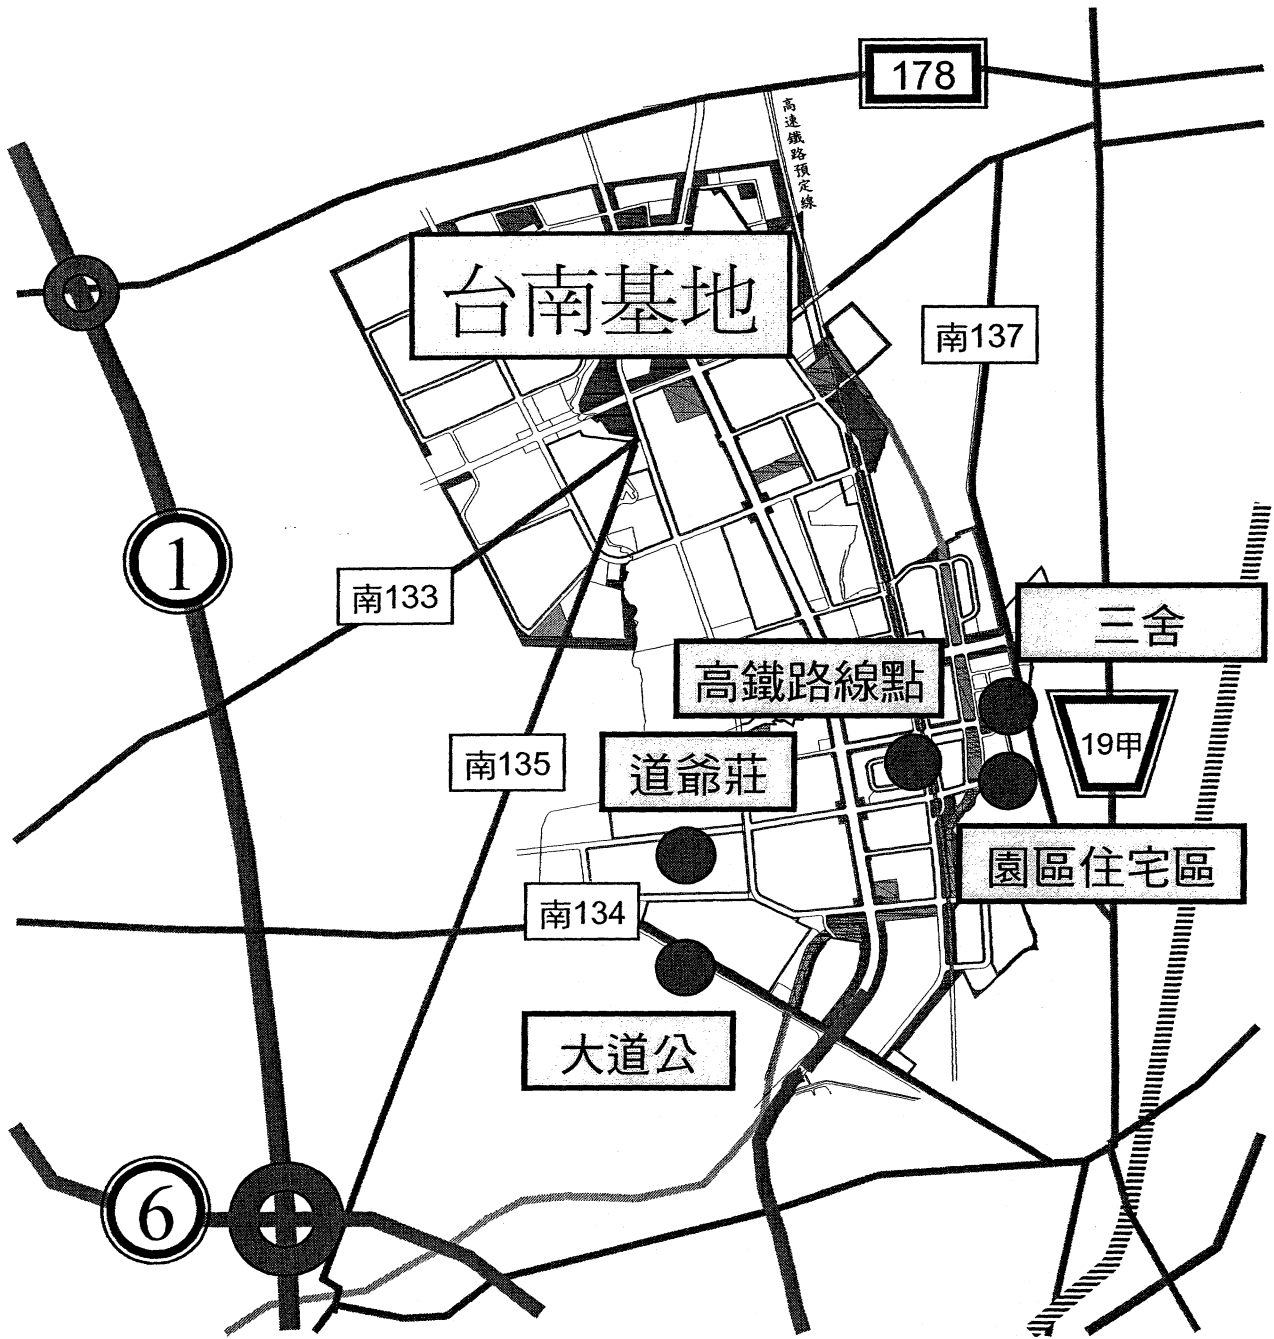 178
高速鐵路預定線
台南基地
南137
1
南133
三舍
高鐵路線點
19甲
南135
道爺莊
園區住宅區
南134
大道公
6